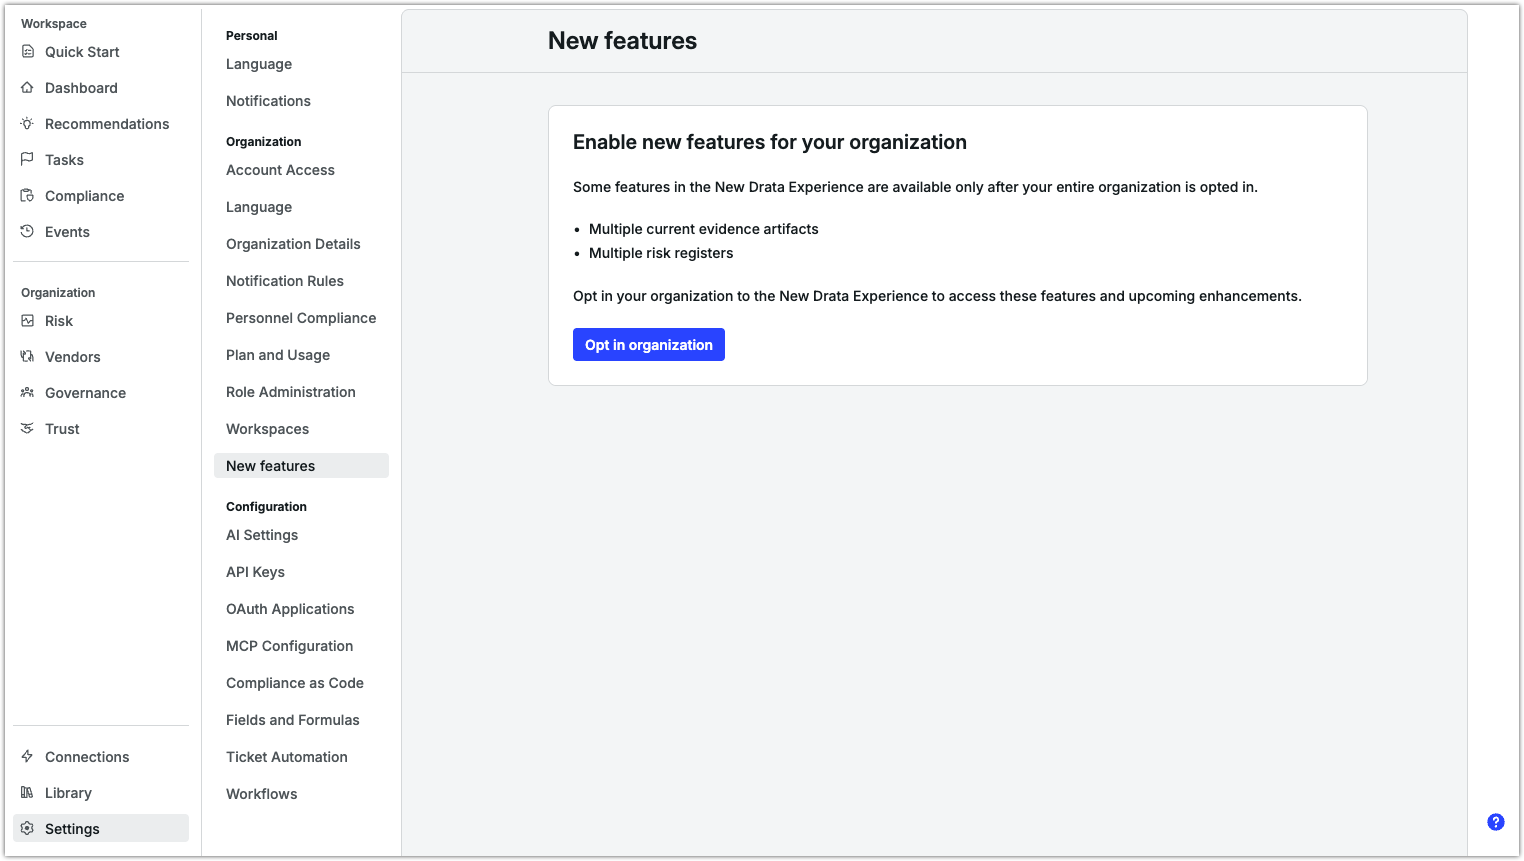 Workspace
Quick Start
Dashboard
Recommendations
Tasks
Compliance
Events
Organization
Risk
Vendors
Governance
Trust
Connections
Library
Settings
Personal
Language
Notifications
Organization
Account Access
Language
Organization Details
Notification Rules
Personnel Compliance
Plan and Usage
Role Administration
Workspaces
New features
Configuration
AI Settings
API Keys
OAuth Applications
MCP Configuration
Compliance as Code
Fields and Formulas
Ticket Automation
Workflows
New features
Enable new features for your organization
Some features in the New Drata Experience are available only after your entire organization is opted in.
• Multiple current evidence artifacts
• Multiple risk registers
Opt in your organization to the New Drata Experience to access these features and upcoming enhancements.
Opt in organization
?